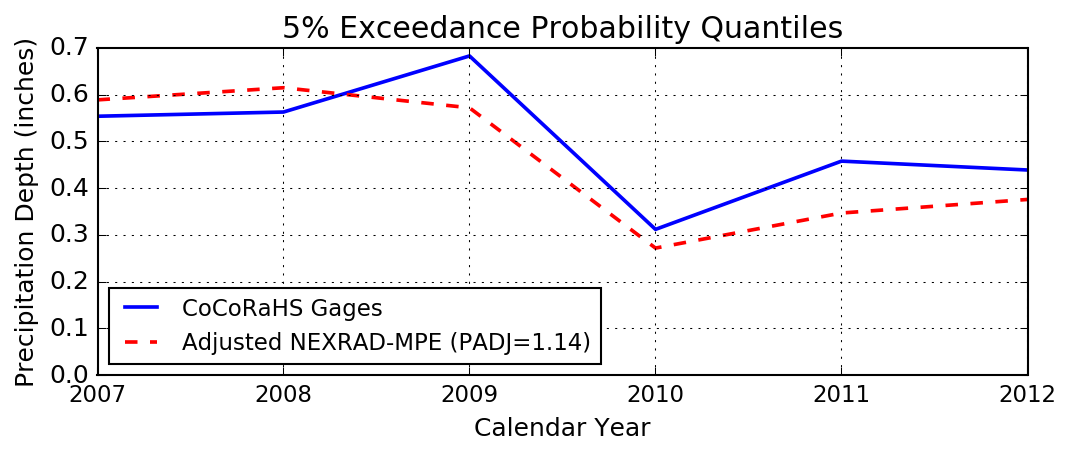 5% Exceedance Probability Quantiles
Precipitation Depth (inches)
0.7
0.6
0.5
0.4
0.3
0.2
0.1
0.0
CoCoRaHS Gages
Adjusted NEXRAD-MPE (PADJ=1.14)
2007 2008 2009 2010 2011 2012
Calendar Year